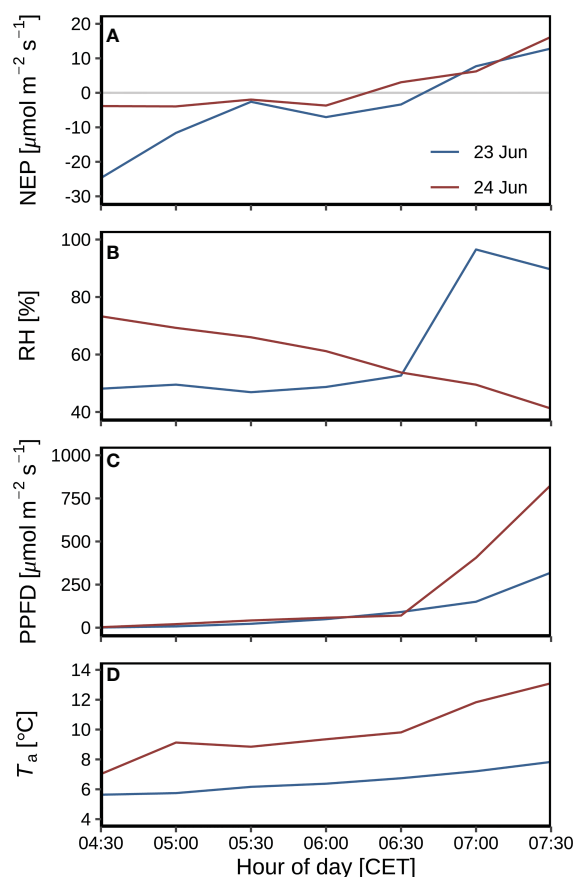 A
NEP [μmol m⁻² s⁻¹]
20
10
0
-10
-20
-30
23 Jun
24 Jun
B
RH [%]
100
80
60
40
C
PPFD [μmol m⁻² s⁻¹]
1000
750
500
250
0
D
Tₐ [°C]
14
12
10
8
6
4
04:30 05:00 05:30 06:00 06:30 07:00 07:30
Hour of day [CET]